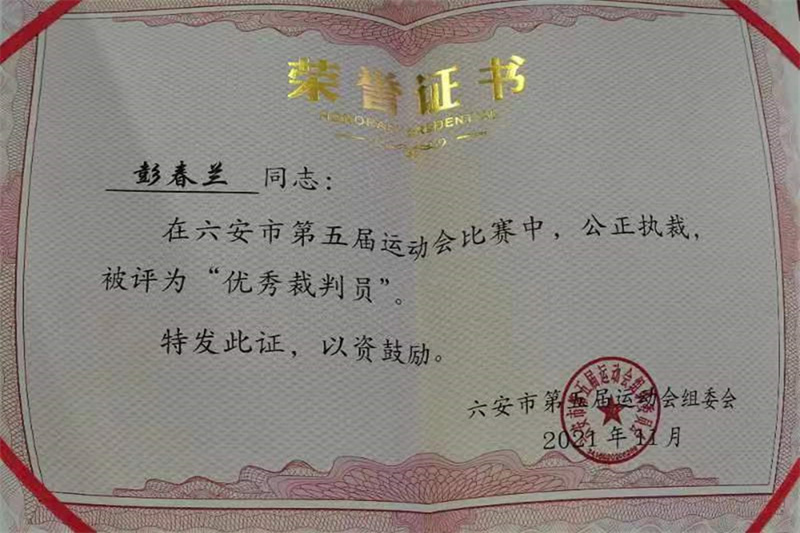 荣誉证书
HONORARY CREDENTIAL
彭春兰 同志：
在六安市第五届运动会比赛中，公正执裁，
被评为“优秀裁判员”。
特发此证，以资鼓励。
六安市第五届运动会组委会
2021年11月